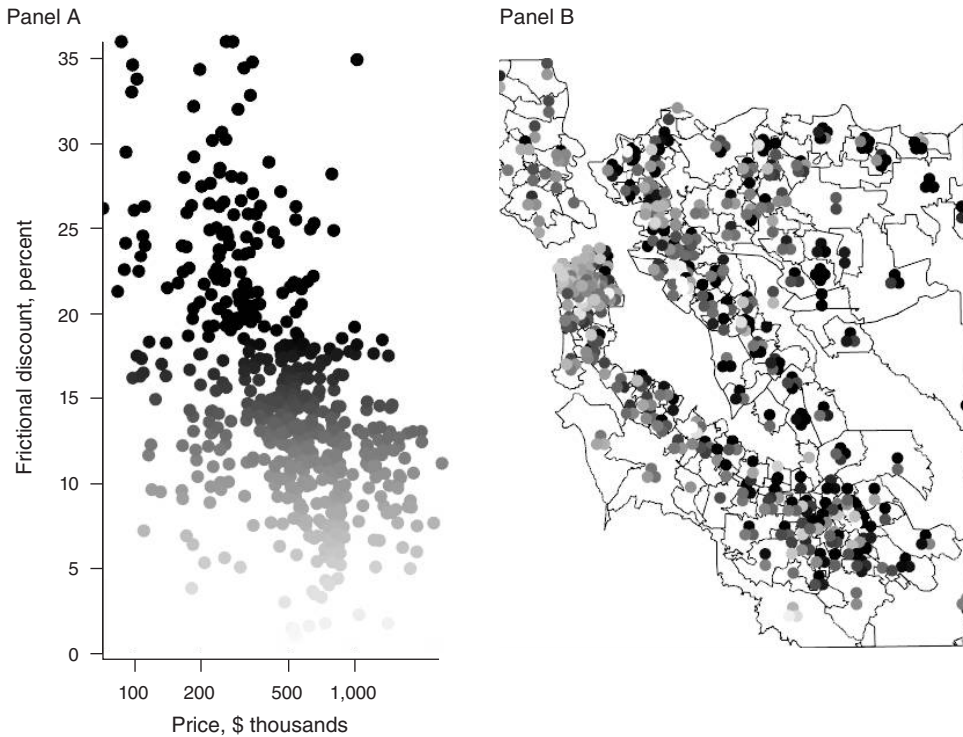 Panel A
Frictional discount, percent
35
30
25
20
15
10
5
0
100 200 500 1,000
Price, $ thousands
Panel B